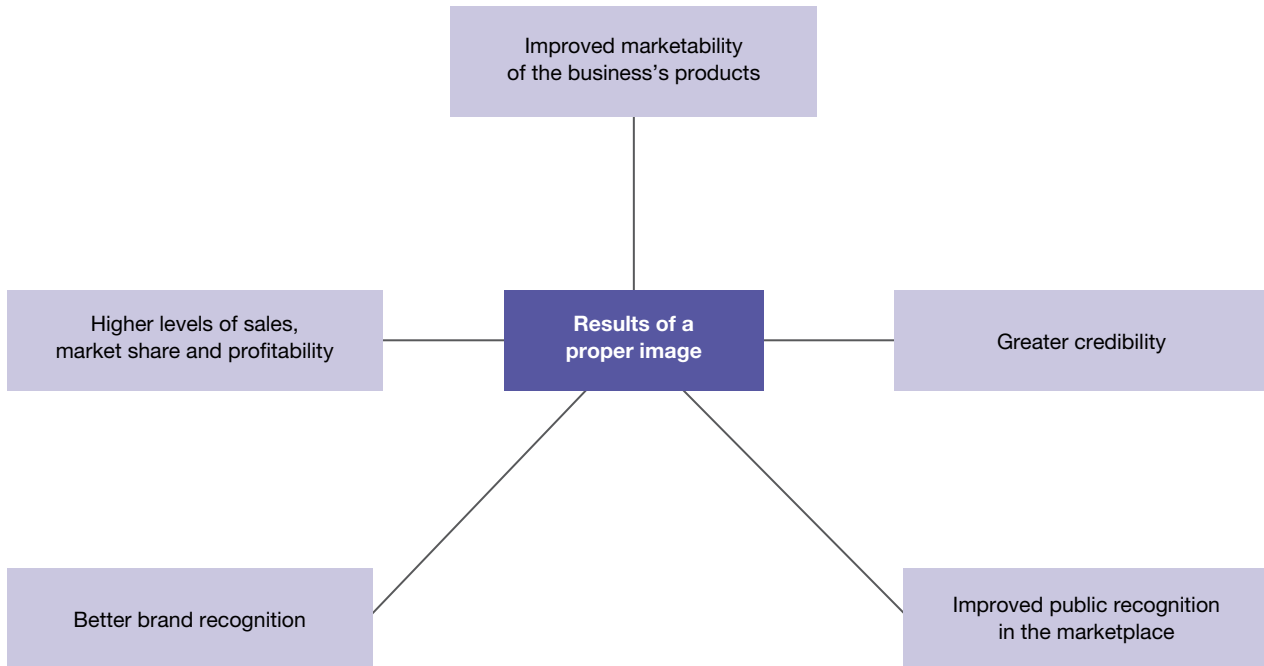 Improved marketability
of the business’s products
Higher levels of sales,
market share and profitability
Results of a
proper image
Greater credibility
Better brand recognition
Improved public recognition
in the marketplace